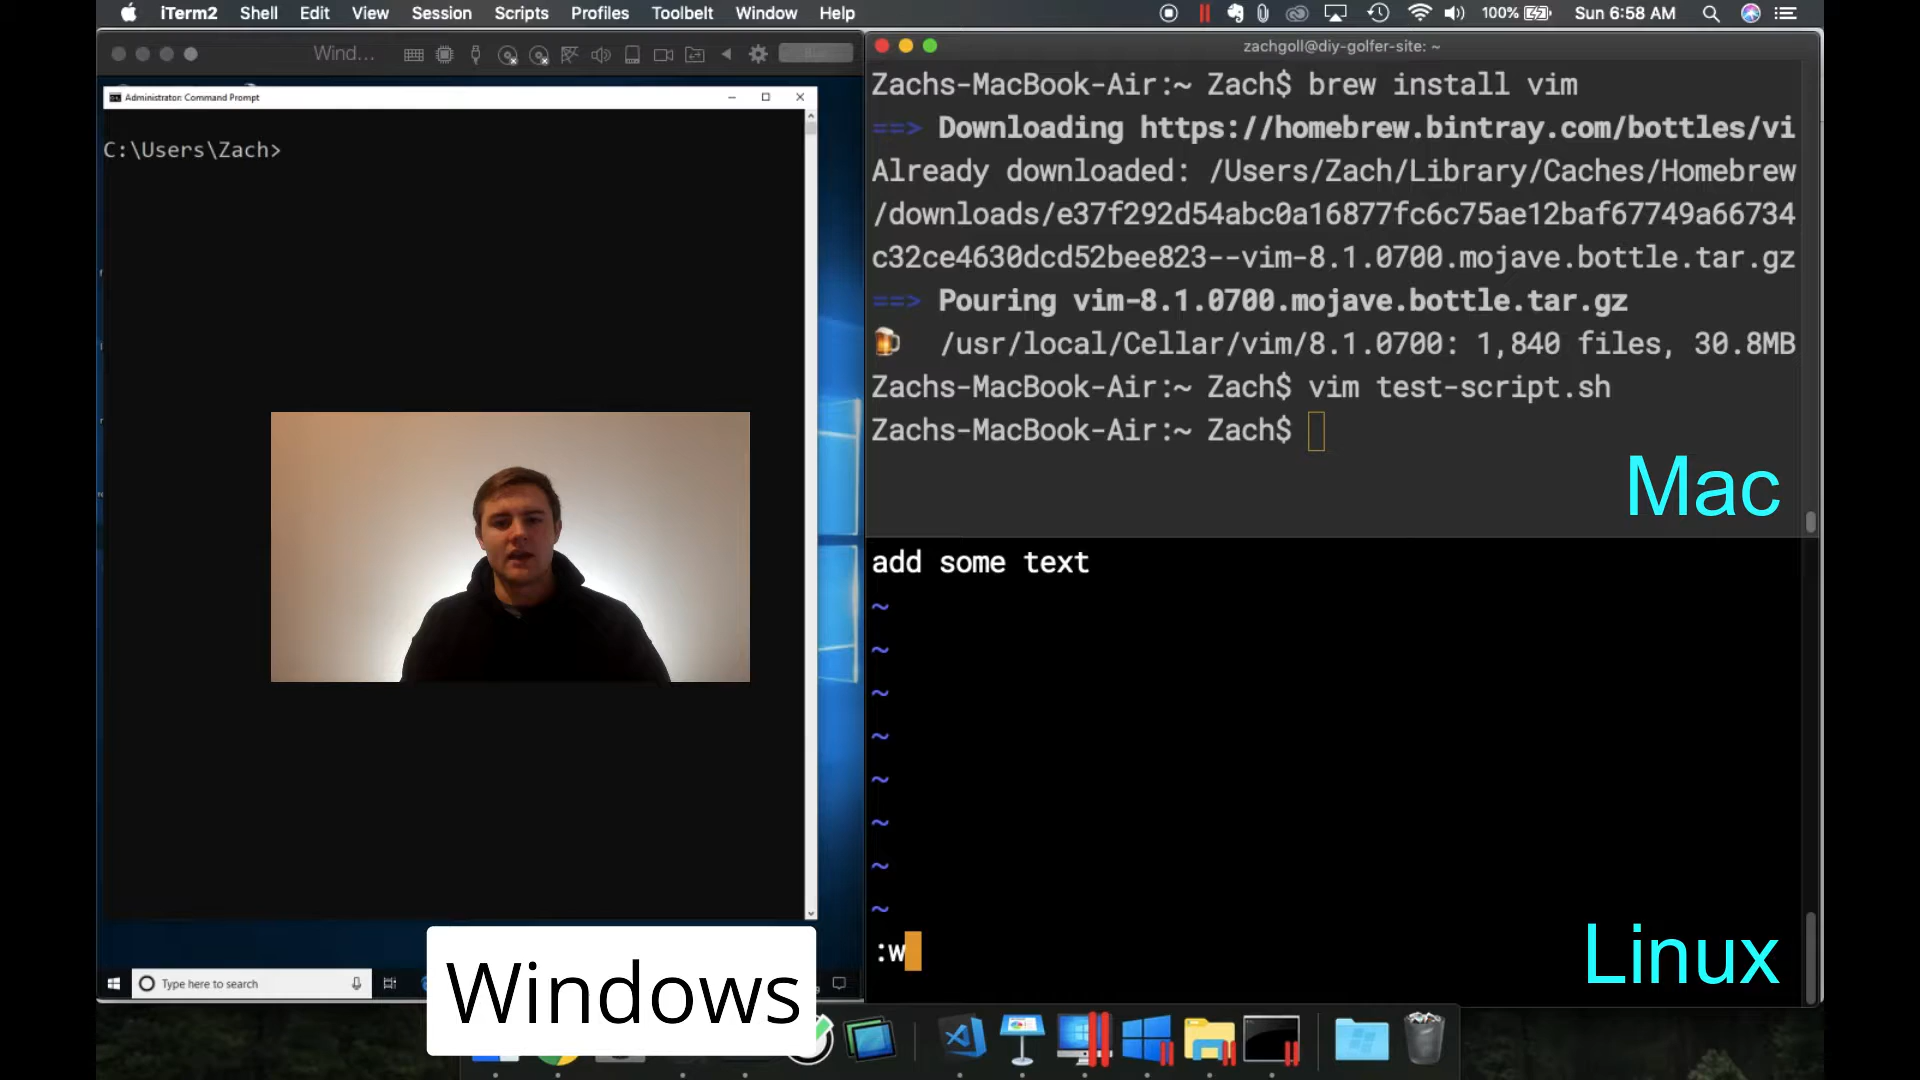 iTerm2 Shell Edit View Session Scripts Profiles Toolbelt Window Help 100% Sun 6:58 AM
Wind...
Administrator: Command Prompt
C:\Users\Zach>
Type here to search
Windows
zachgoll@diy-golfer-site: ~
Zachs-MacBook-Air:~ Zach$ brew install vim
==> Downloading https://homebrew.bintray.com/bottles/vi
Already downloaded: /Users/Zach/Library/Caches/Homebrew
/downloads/e37f292d54abc0a16877fc6c75ae12baf67749a66734
c32ce4630dcd52bee823--vim-8.1.0700.mojave.bottle.tar.gz
==> Pouring vim-8.1.0700.mojave.bottle.tar.gz
🍺 /usr/local/Cellar/vim/8.1.0700: 1,840 files, 30.8MB
Zachs-MacBook-Air:~ Zach$ vim test-script.sh
Zachs-MacBook-Air:~ Zach$
Mac
add some text
~
~
~
~
~
~
~
~
:w
Linux